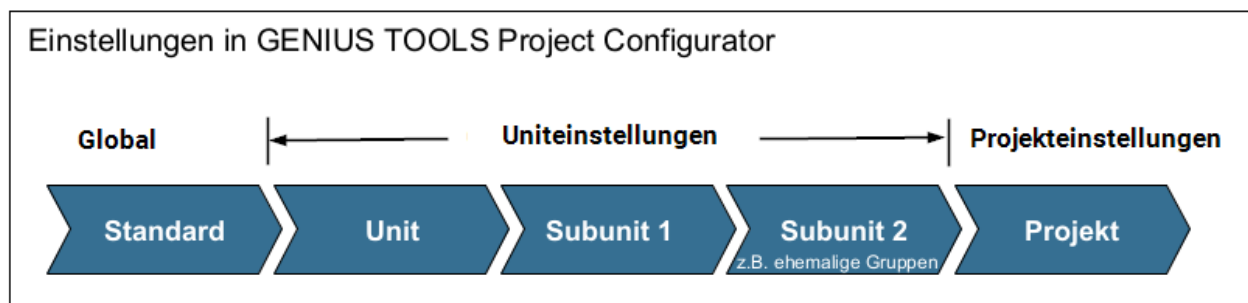 Einstellungen in GENIUS TOOLS Project Configurator
Global Uniteinstellungen Projekteinstellungen
Standard Unit Subunit 1 Subunit 2 Projekt
z.B. ehemalige Gruppen